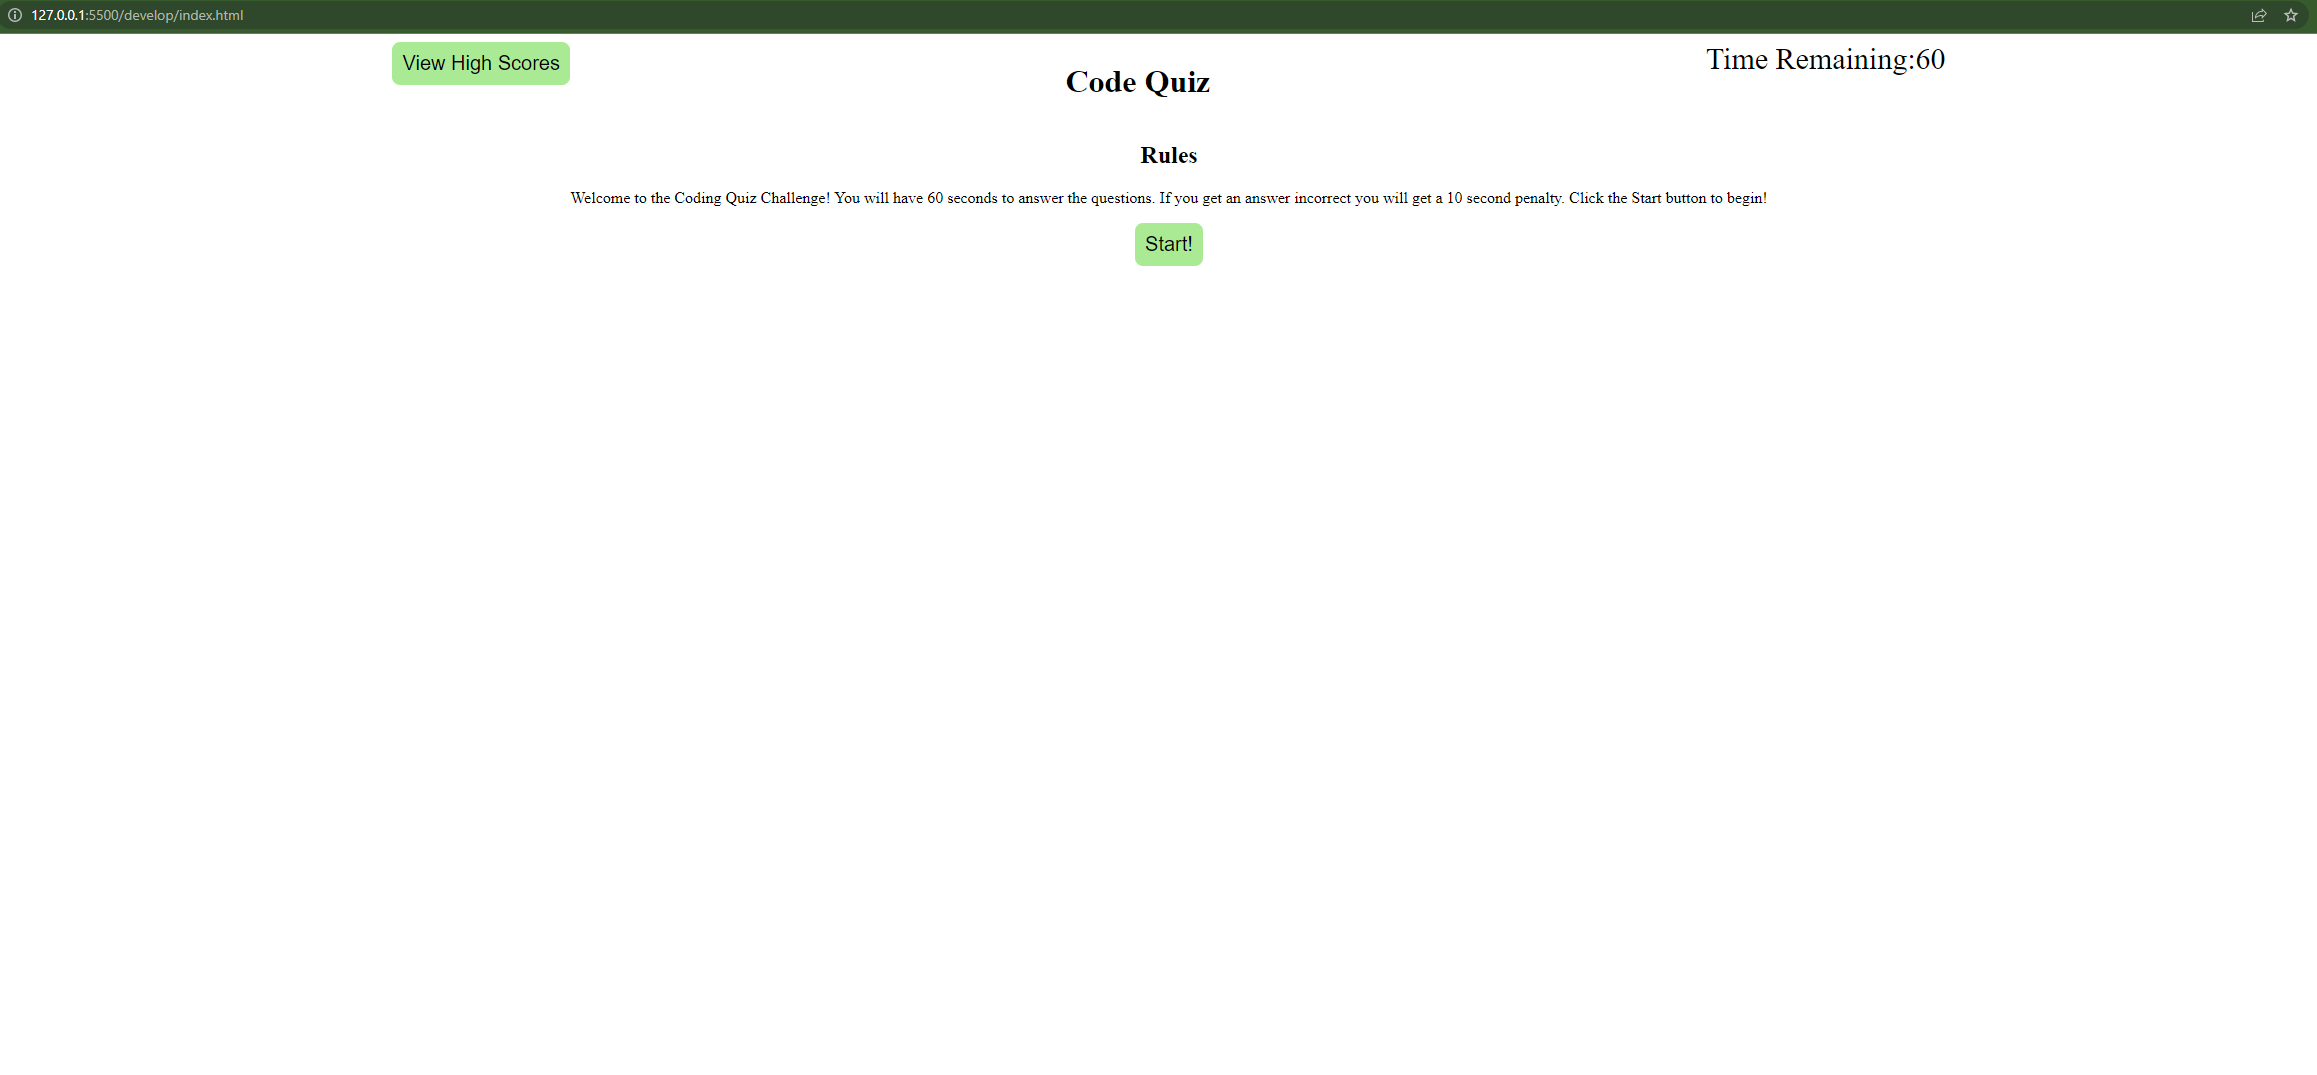 127.0.0.1:5500/develop/index.html
View High Scores
Code Quiz
Time Remaining:60
Rules
Welcome to the Coding Quiz Challenge! You will have 60 seconds to answer the questions. If you get an answer incorrect you will get a 10 second penalty. Click the Start button to begin!
Start!